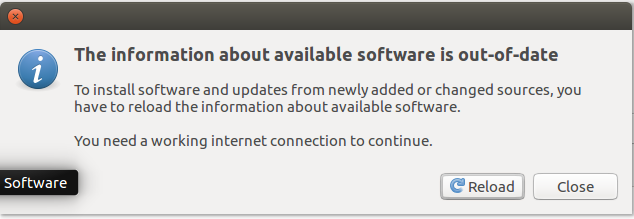 The information about available software is out-of-date
To install software and updates from newly added or changed sources, you
have to reload the information about available software.
You need a working internet connection to continue.
Software
Reload
Close